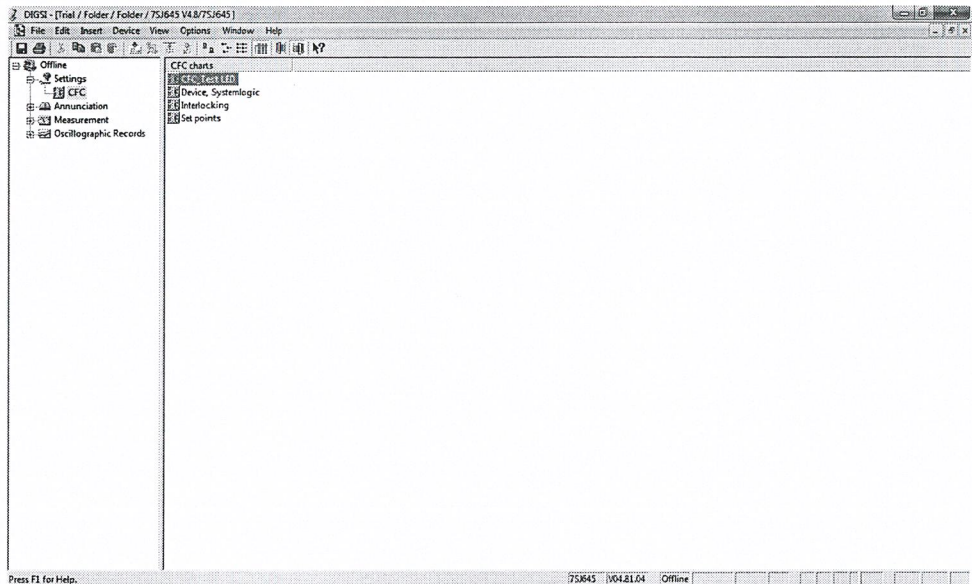 DIGSI - [Trial / Folder / Folder / 7SJ645 V4.8/7SJ645]
File Edit Insert Device View Options Window Help
Offline
Settings
CFC
Annunciation
Measurement
Oscillographic Records
CFC charts
CFC_Test LED
Device, Systemlogic
Interlocking
Set points
Press F1 for Help.
7SJ645 V04.81.04 Offline